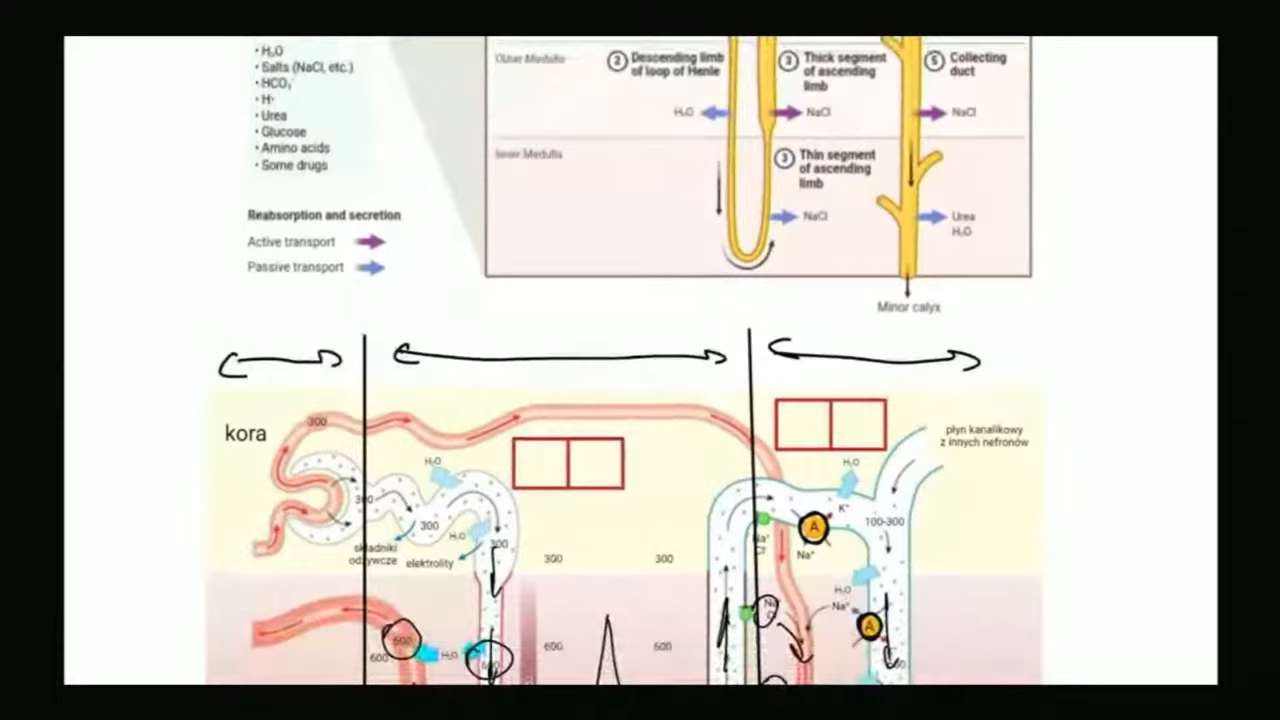 • H₂O
• Salts (NaCl, etc.)
• HCO₃⁻
• H⁺
• Urea
• Glucose
• Amino acids
• Some drugs
Reabsorption and secretion
Active transport
Passive transport
Outer Medulla
2 Descending limb
of loop of Henle
3 Thick segment
of ascending
limb
5 Collecting
duct
H₂O
NaCl
NaCl
Inner Medulla
3 Thin segment
of ascending
limb
NaCl
Urea
H₂O
Minor calyx
kora
300
płyn kanalikowy
z innych nefronów
H₂O
H₂O
300
300
K⁺
A
100-300
H₂O
300
składniki
odżywcze
elektrolity
Na⁺
Cl⁻
Na⁺
300
300
H₂O
Na⁺
A
600
600
H₂O
600
600
600